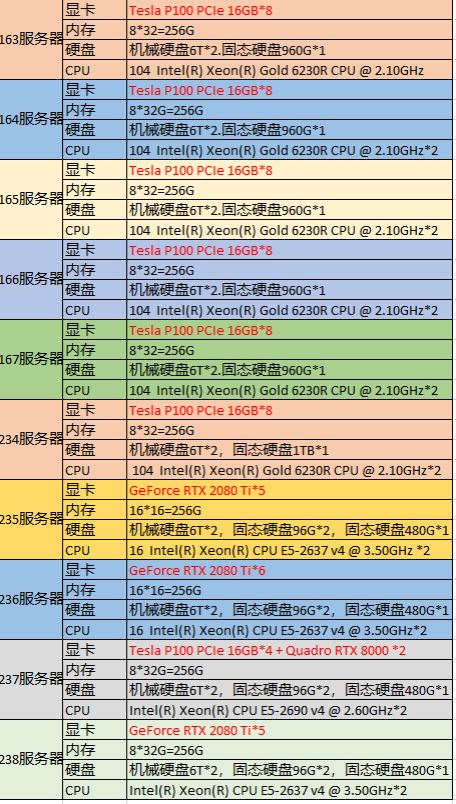 显卡 Tesla P100 PCIe 16GB*8
163服务器 内存 8*32=256G
硬盘 机械硬盘6T*2.固态硬盘960G*1
CPU 104 Intel(R) Xeon(R) Gold 6230R CPU @ 2.10GHz
显卡 Tesla P100 PCIe 16GB*8
164服务器 内存 8*32G=256G
硬盘 机械硬盘6T*2.固态硬盘960G*1
CPU 104 Intel(R) Xeon(R) Gold 6230R CPU @ 2.10GHz*2
显卡 Tesla P100 PCIe 16GB*8
165服务器 内存 8*32=256G
硬盘 机械硬盘6T*2.固态硬盘960G*1
CPU 104 Intel(R) Xeon(R) Gold 6230R CPU @ 2.10GHz*2
显卡 Tesla P100 PCIe 16GB*8
166服务器 内存 8*32=256G
硬盘 机械硬盘6T*2.固态硬盘960G*1
CPU 104 Intel(R) Xeon(R) Gold 6230R CPU @ 2.10GHz*2
显卡 Tesla P100 PCIe 16GB*8
167服务器 内存 8*32=256G
硬盘 机械硬盘6T*2.固态硬盘960G*1
CPU 104 Intel(R) Xeon(R) Gold 6230R CPU @ 2.10GHz*2
显卡 Tesla P100 PCIe 16GB*8
234服务器 内存 8*32=256G
硬盘 机械硬盘6T*2，固态硬盘1TB*1
CPU 104 Intel(R) Xeon(R) Gold 6230R CPU @ 2.10GHz*2
显卡 GeForce RTX 2080 Ti*5
235服务器 内存 16*16=256G
硬盘 机械硬盘6T*2，固态硬盘96G*2，固态硬盘480G*1
CPU 16 Intel(R) Xeon(R) CPU E5-2637 v4 @ 3.50GHz *2
显卡 GeForce RTX 2080 Ti*6
236服务器 内存 16*16=256G
硬盘 机械硬盘6T*2，固态硬盘96G*2，固态硬盘480G*1
CPU 16 Intel(R) Xeon(R) CPU E5-2637 v4 @ 3.50GHz*2
显卡 Tesla P100 PCIe 16GB*4 + Quadro RTX 8000 *2
237服务器 内存 8*32G=256G
硬盘 机械硬盘6T*2，固态硬盘96G*2，固态硬盘480G*1
CPU Intel(R) Xeon(R) CPU E5-2690 v4 @ 2.60GHz*2
显卡 GeForce RTX 2080 Ti*5
238服务器 内存 8*32G=256G
硬盘 机械硬盘6T*2，固态硬盘96G*2，固态硬盘480G*1
CPU Intel(R) Xeon(R) CPU E5-2637 v4 @ 3.50GHz*2